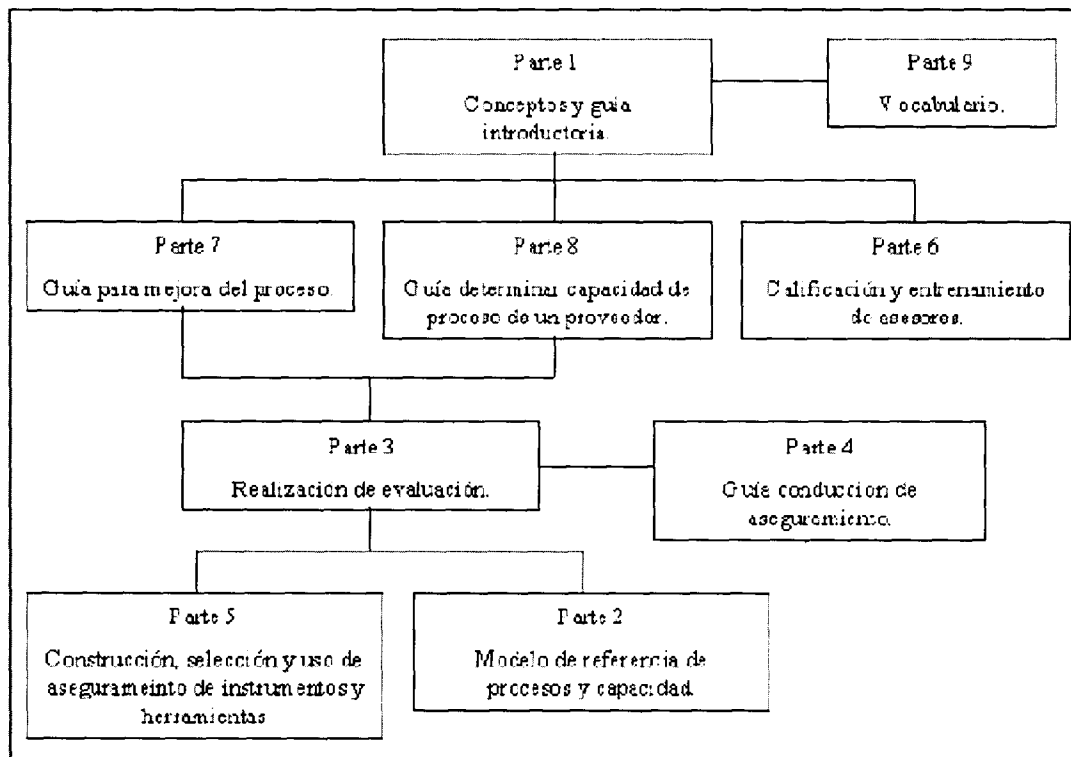 Parte 1
Conceptos y guía
introductoria.
Parte 9
Vocabulario.
Parte 7
Guía para mejora del proceso.
Parte 8
Guía determinar capacidad de
proceso de un proveedor.
Parte 6
Calificación y entrenamiento
de asesores.
Parte 3
Realización de evaluación.
Parte 4
Guía conduccion de
aseguramiento.
Parte 5
Construcción, selección y uso de
asegurameinto de instrumentos y
herramientas
Parte 2
Modelo de referencia de
procesos y capacidad.